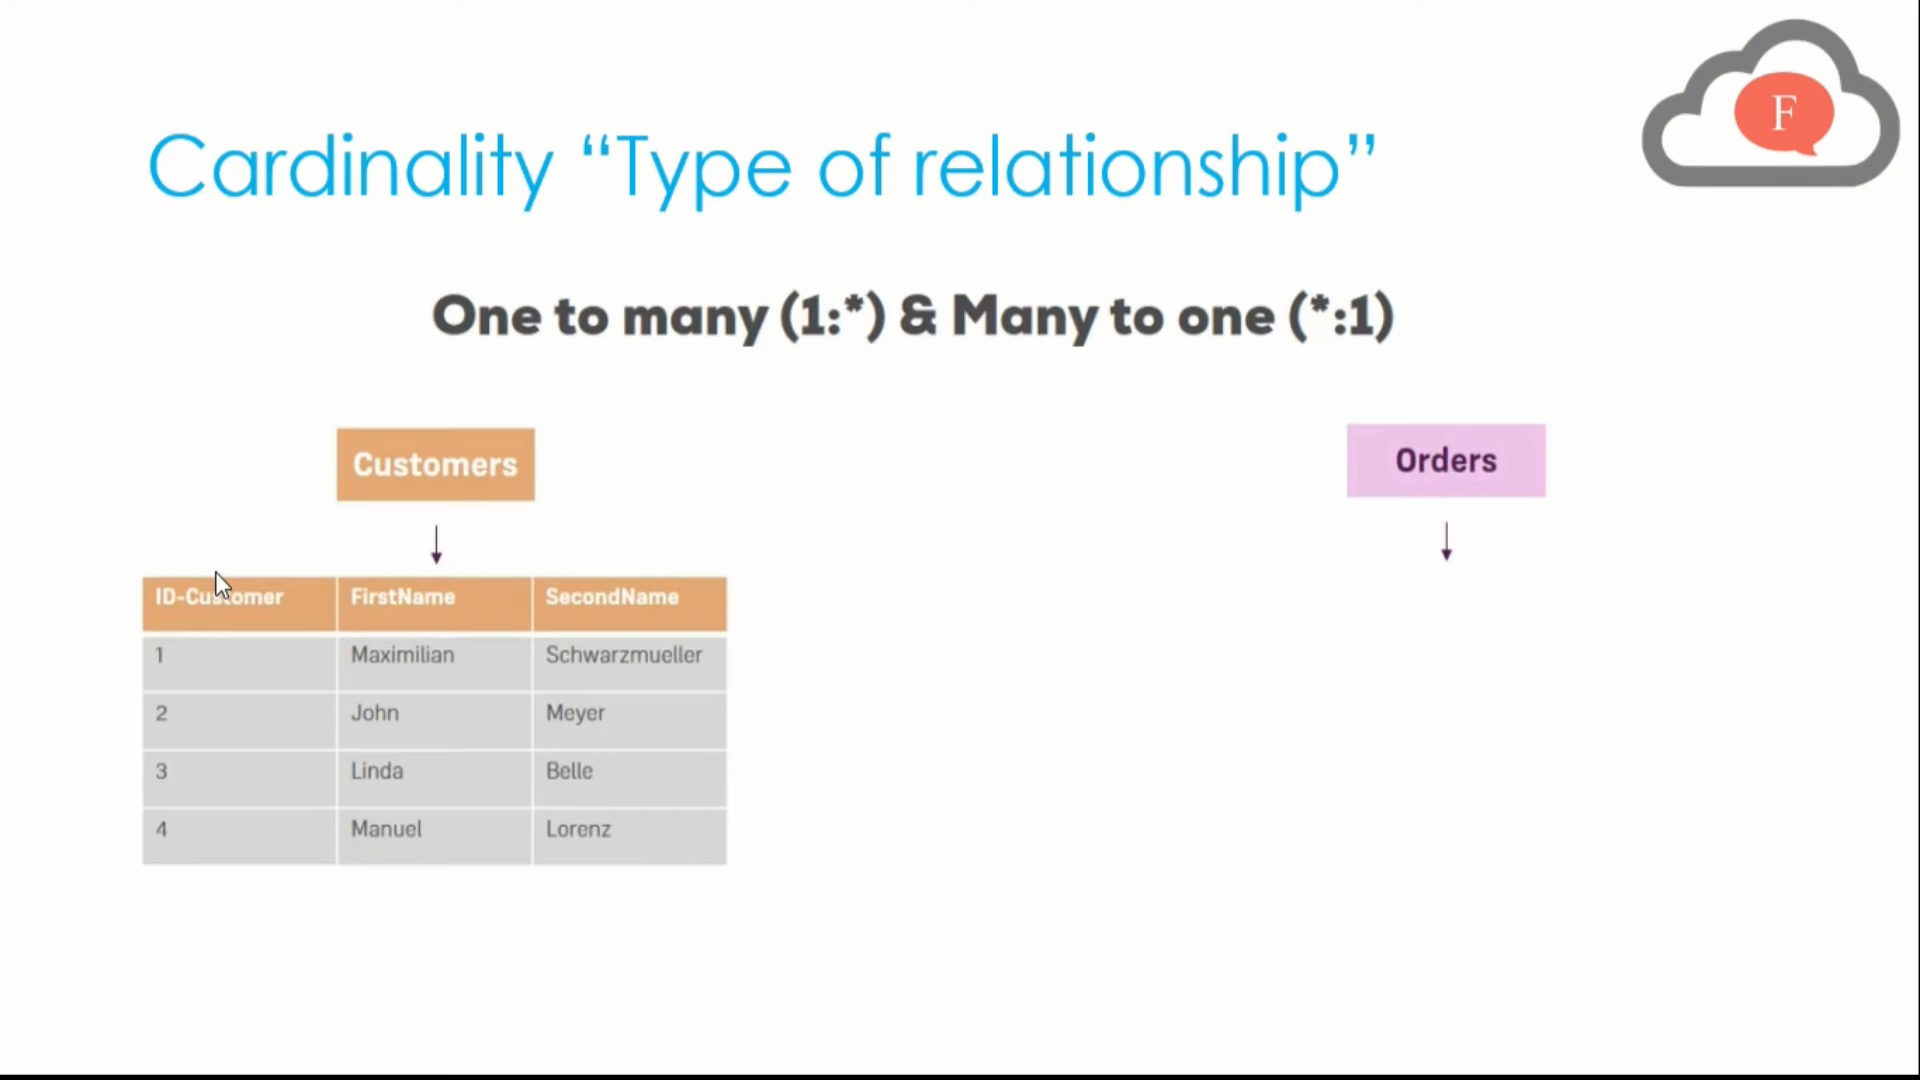 F
Cardinality “Type of relationship”
One to many (1:*) & Many to one (*:1)
Customers
Orders
ID-Customer FirstName SecondName
1 Maximilian Schwarzmueller
2 John Meyer
3 Linda Belle
4 Manuel Lorenz